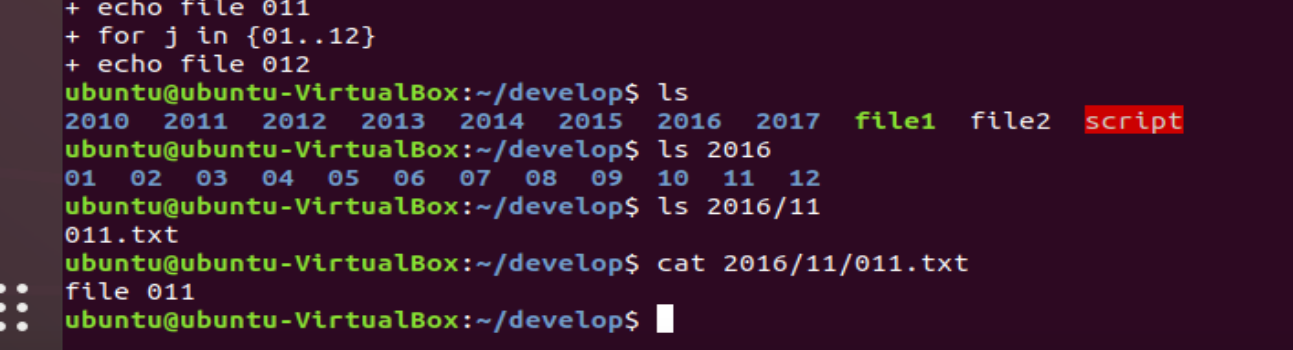 + echo file 011
+ for j in {01..12}
+ echo file 012
ubuntu@ubuntu-VirtualBox:~/develop$ ls
2010  2011  2012  2013  2014  2015  2016  2017  file1  file2  script
ubuntu@ubuntu-VirtualBox:~/develop$ ls 2016
01  02  03  04  05  06  07  08  09  10  11  12
ubuntu@ubuntu-VirtualBox:~/develop$ ls 2016/11
011.txt
ubuntu@ubuntu-VirtualBox:~/develop$ cat 2016/11/011.txt
file 011
ubuntu@ubuntu-VirtualBox:~/develop$